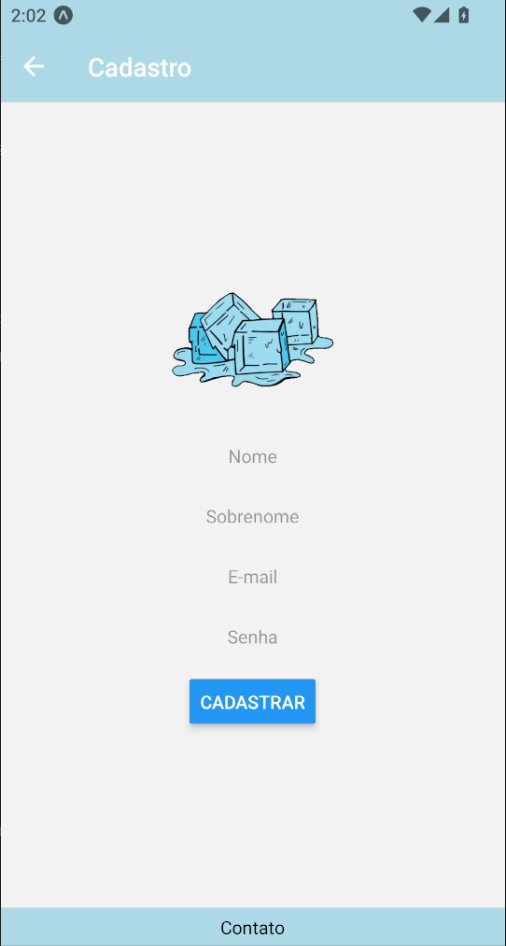 2:02
Cadastro
Nome
Sobrenome
E-mail
Senha
CADASTRAR
Contato